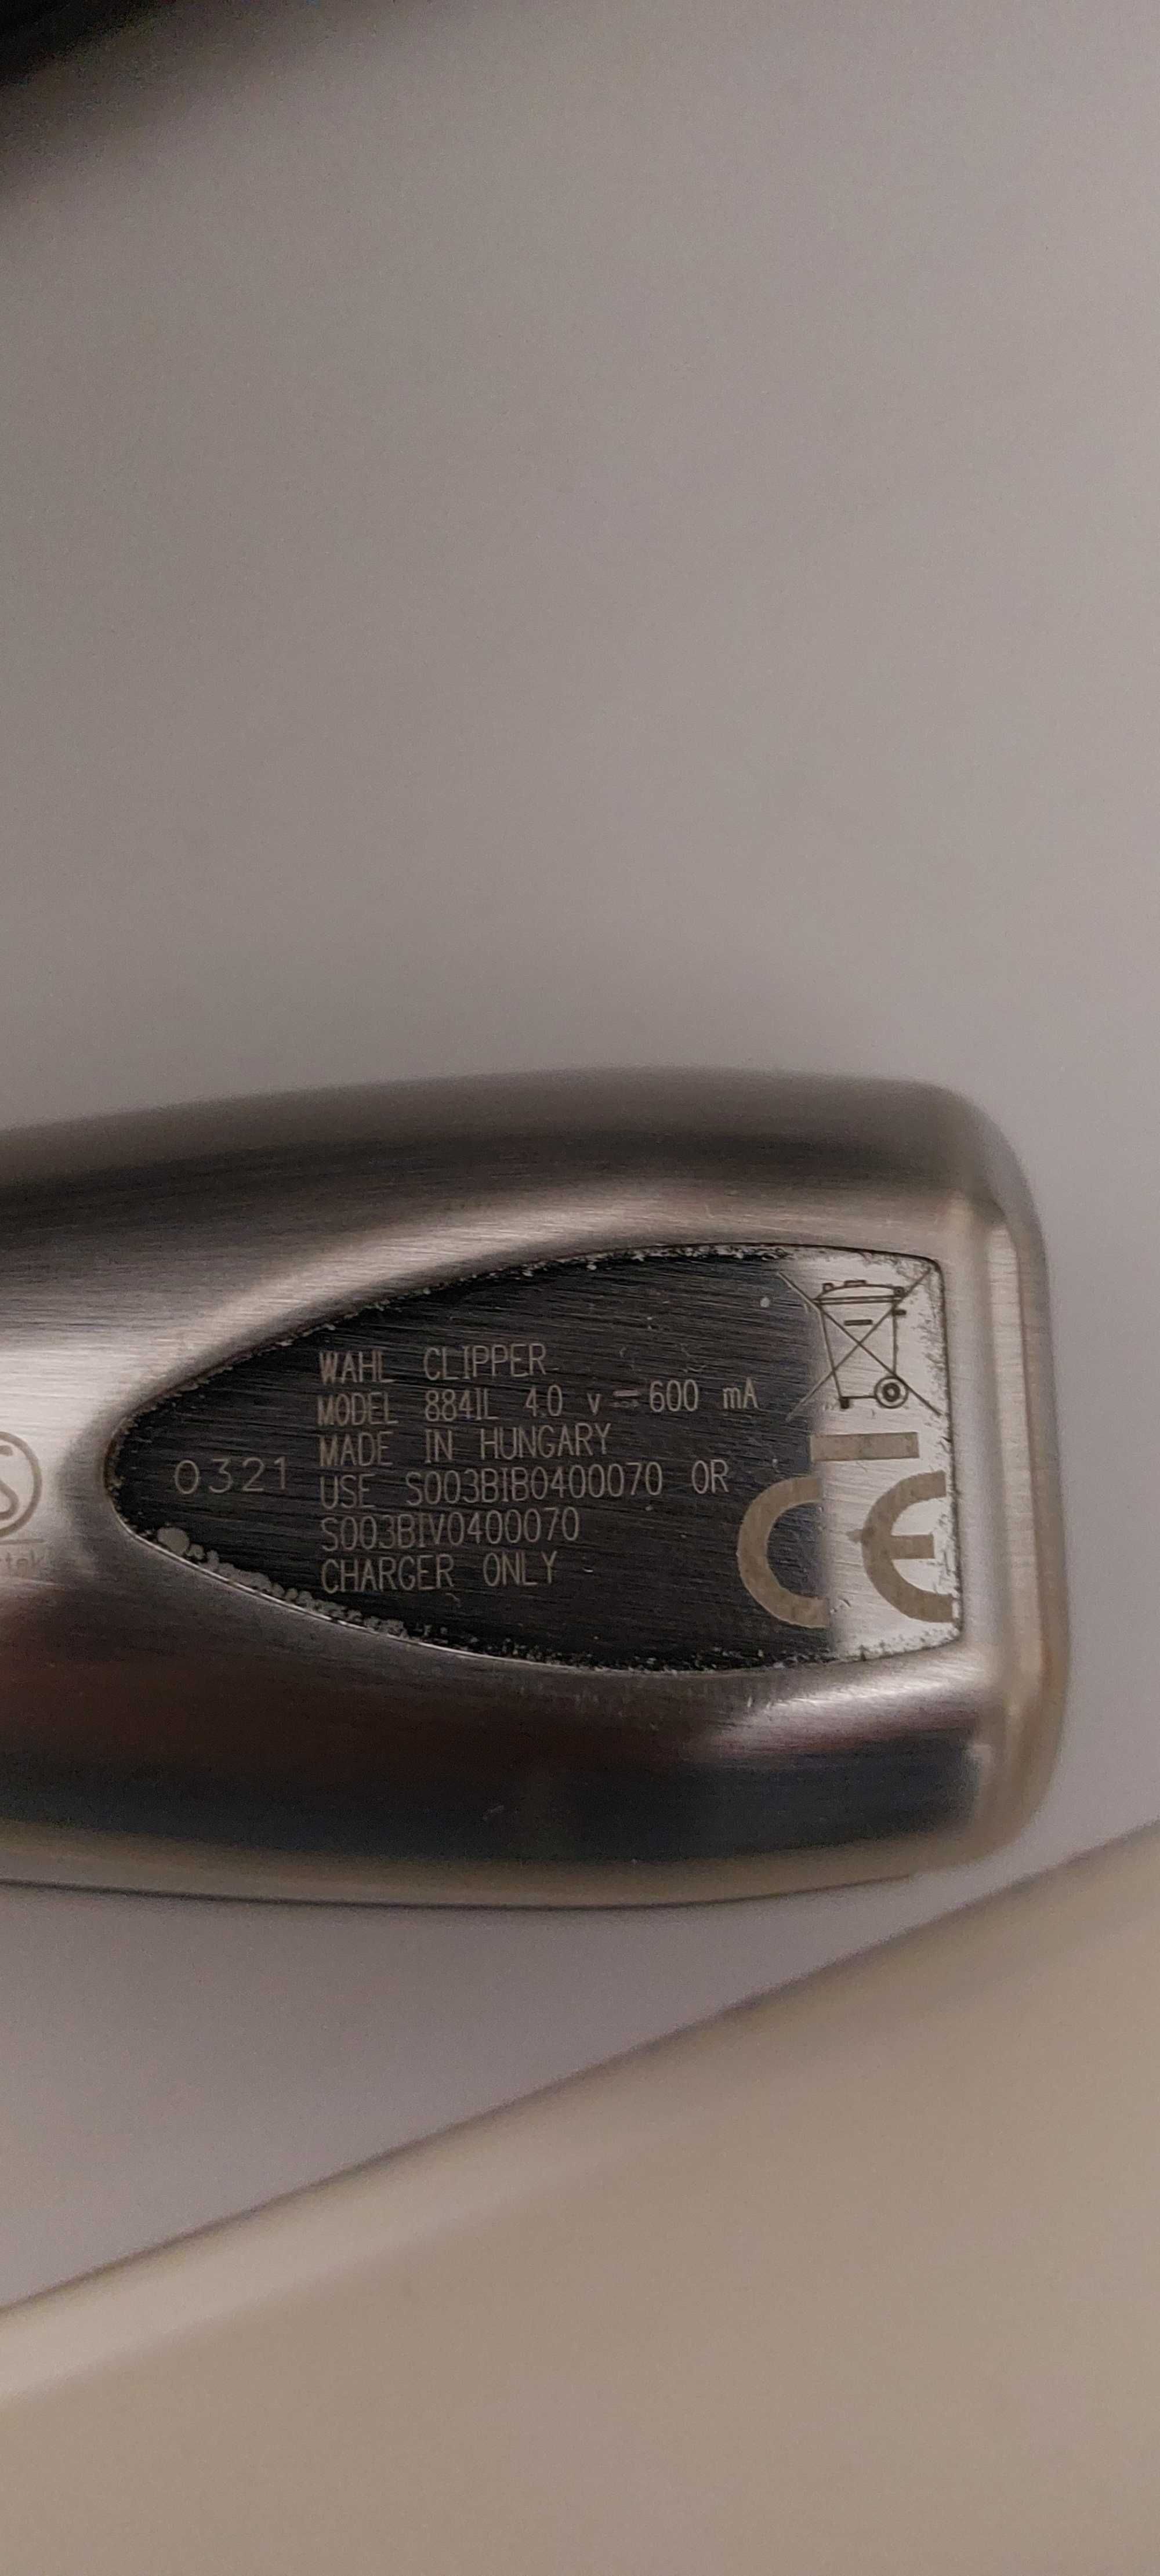 WAHL CLIPPER
MODEL 8841L 4.0 V ⎓ 600 mA
MADE IN HUNGARY
0321
USE S003BIB0400070 OR
S003BIV0400070
CHARGER ONLY
CE